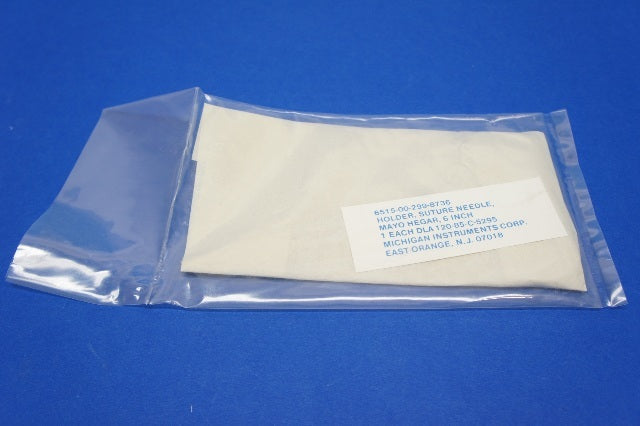 6515-00-299-8736
HOLDER, SUTURE NEEDLE,
MAYO HEGAR, 6 INCH
1 EACH DLA 120-85-C-5295
MICHIGAN INSTRUMENTS CORP.
EAST ORANGE, N.J. 07018